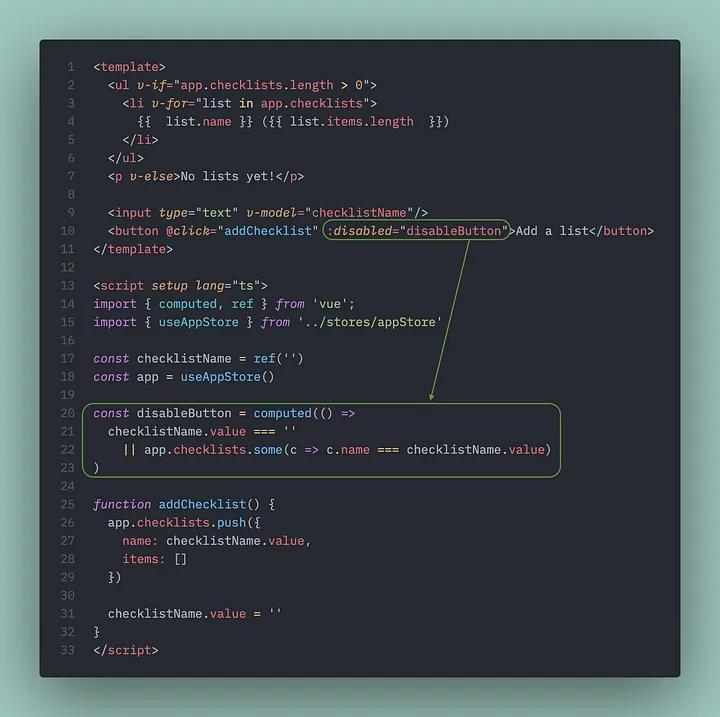 1 <template>
2   <ul v-if="app.checklists.length > 0">
3     <li v-for="list in app.checklists">
4       {{  list.name }} ({{ list.items.length  }})
5     </li>
6   </ul>
7   <p v-else>No lists yet!</p>
8
9   <input type="text" v-model="checklistName"/>
10   <button @click="addChecklist" :disabled="disableButton">Add a list</button>
11 </template>
12
13 <script setup lang="ts">
14 import { computed, ref } from 'vue';
15 import { useAppStore } from '../stores/appStore'
16
17 const checklistName = ref('')
18 const app = useAppStore()
19
20 const disableButton = computed(() =>
21   checklistName.value === ''
22     || app.checklists.some(c => c.name === checklistName.value)
23 )
24
25 function addChecklist() {
26   app.checklists.push({
27     name: checklistName.value,
28     items: []
29   })
30
31   checklistName.value = ''
32 }
33 </script>